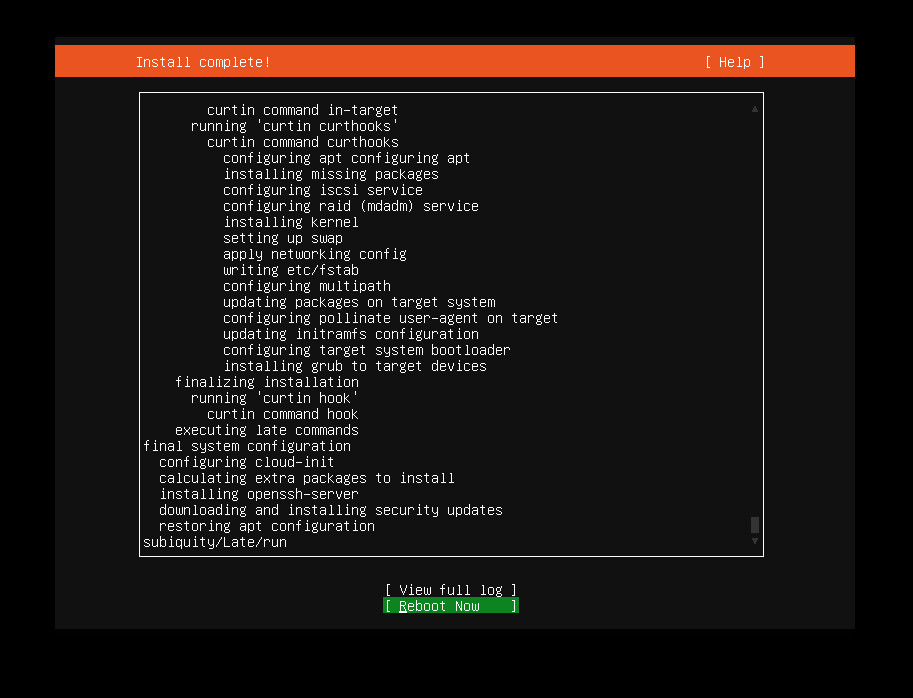 Install complete! [ Help ]
curtin command in-target
running 'curtin curthooks'
curtin command curthooks
configuring apt configuring apt
installing missing packages
configuring iscsi service
configuring raid (mdadm) service
installing kernel
setting up swap
apply networking config
writing etc/fstab
configuring multipath
updating packages on target system
configuring pollinate user-agent on target
updating initramfs configuration
configuring target system bootloader
installing grub to target devices
finalizing installation
running 'curtin hook'
curtin command hook
executing late commands
final system configuration
configuring cloud-init
calculating extra packages to install
installing openssh-server
downloading and installing security updates
restoring apt configuration
subiquity/Late/run
[ View full log ]
[ Reboot Now ]